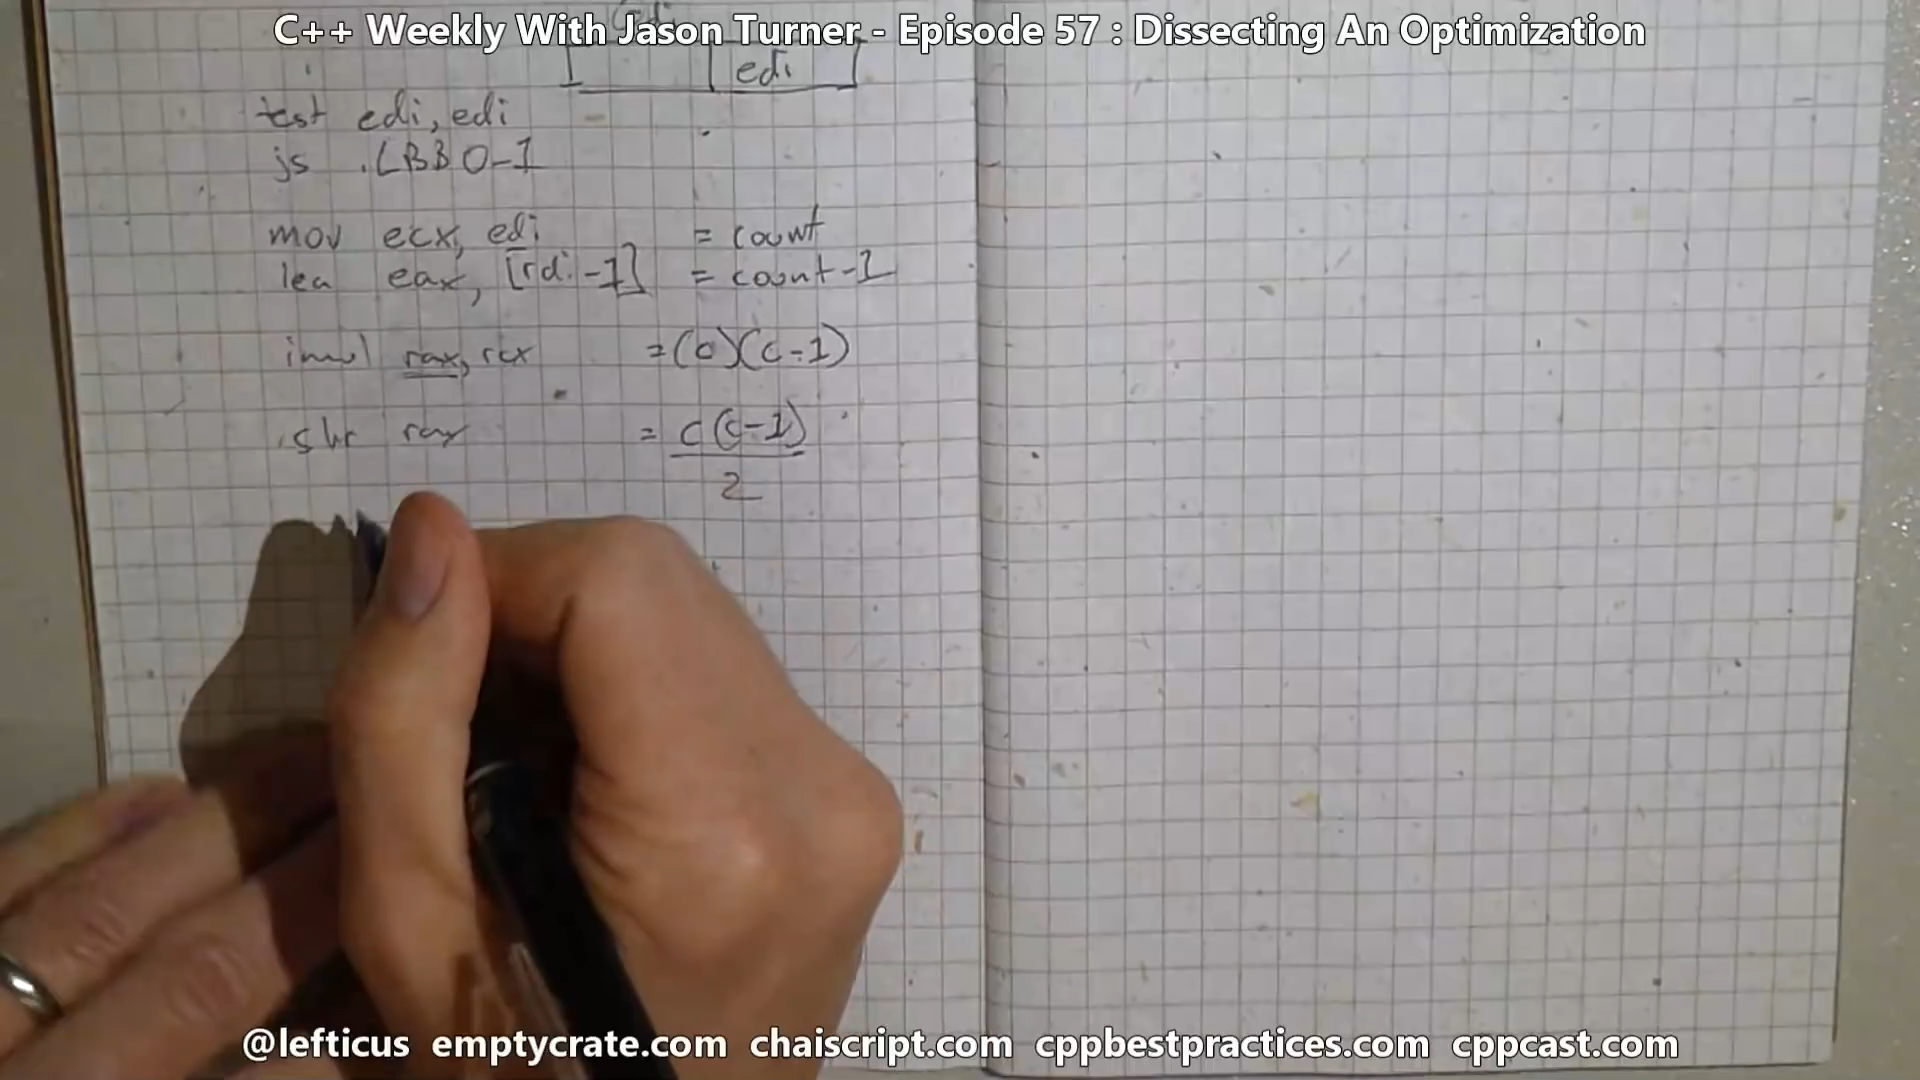 C++ Weekly With Jason Turner - Episode 57 : Dissecting An Optimization
edi
test edi, edi
js .LBB0-1
mov ecx, edi = count
lea eax, [rdi-1] = count-1
imul rax, rcx = (c)(c-1)
shr rax = c(c-1)
2
@lefticus emptycrate.com chaiscript.com cppbestpractices.com cppcast.com